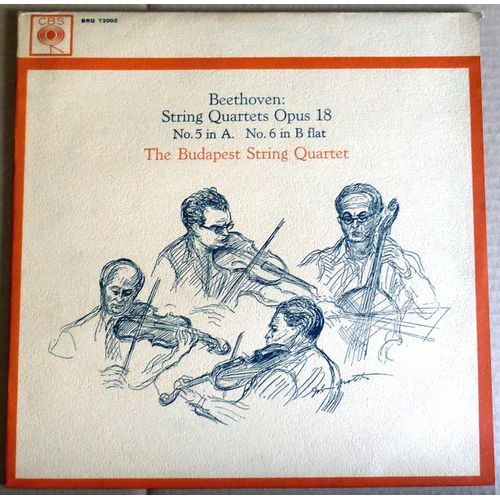 CBS
BRG 72002
Beethoven:
String Quartets Opus 18
No. 5 in A. No. 6 in B flat
The Budapest String Quartet